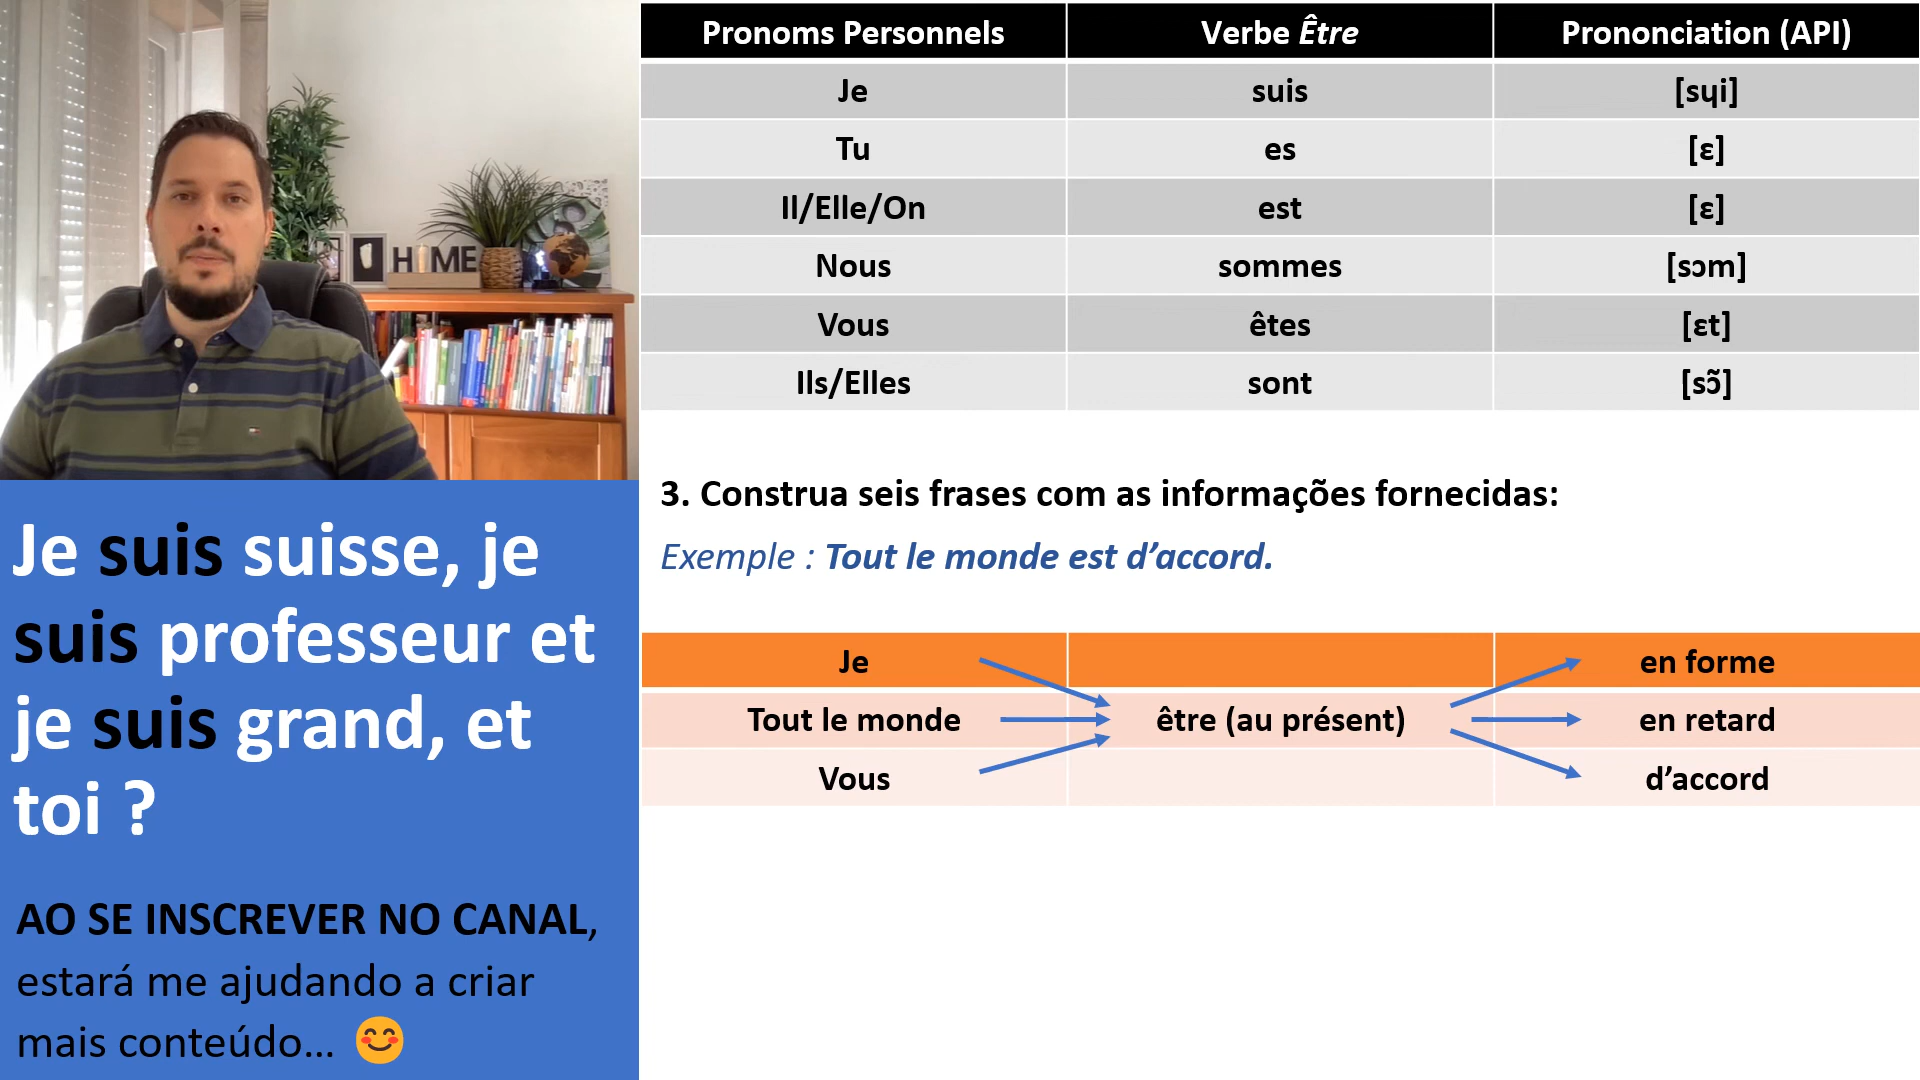 Pronoms Personnels Verbe Être Prononciation (API)
Je suis [sɥi]
Tu es [ɛ]
Il/Elle/On est [ɛ]
Nous sommes [sɔm]
Vous êtes [ɛt]
Ils/Elles sont [sɔ̃]
HOME
3. Construa seis frases com as informações fornecidas:
Exemple : Tout le monde est d’accord.
Je en forme
Tout le monde être (au présent) en retard
Vous d’accord
Je suis suisse, je
suis professeur et
je suis grand, et
toi ?
AO SE INSCREVER NO CANAL,
estará me ajudando a criar
mais conteúdo... 😊